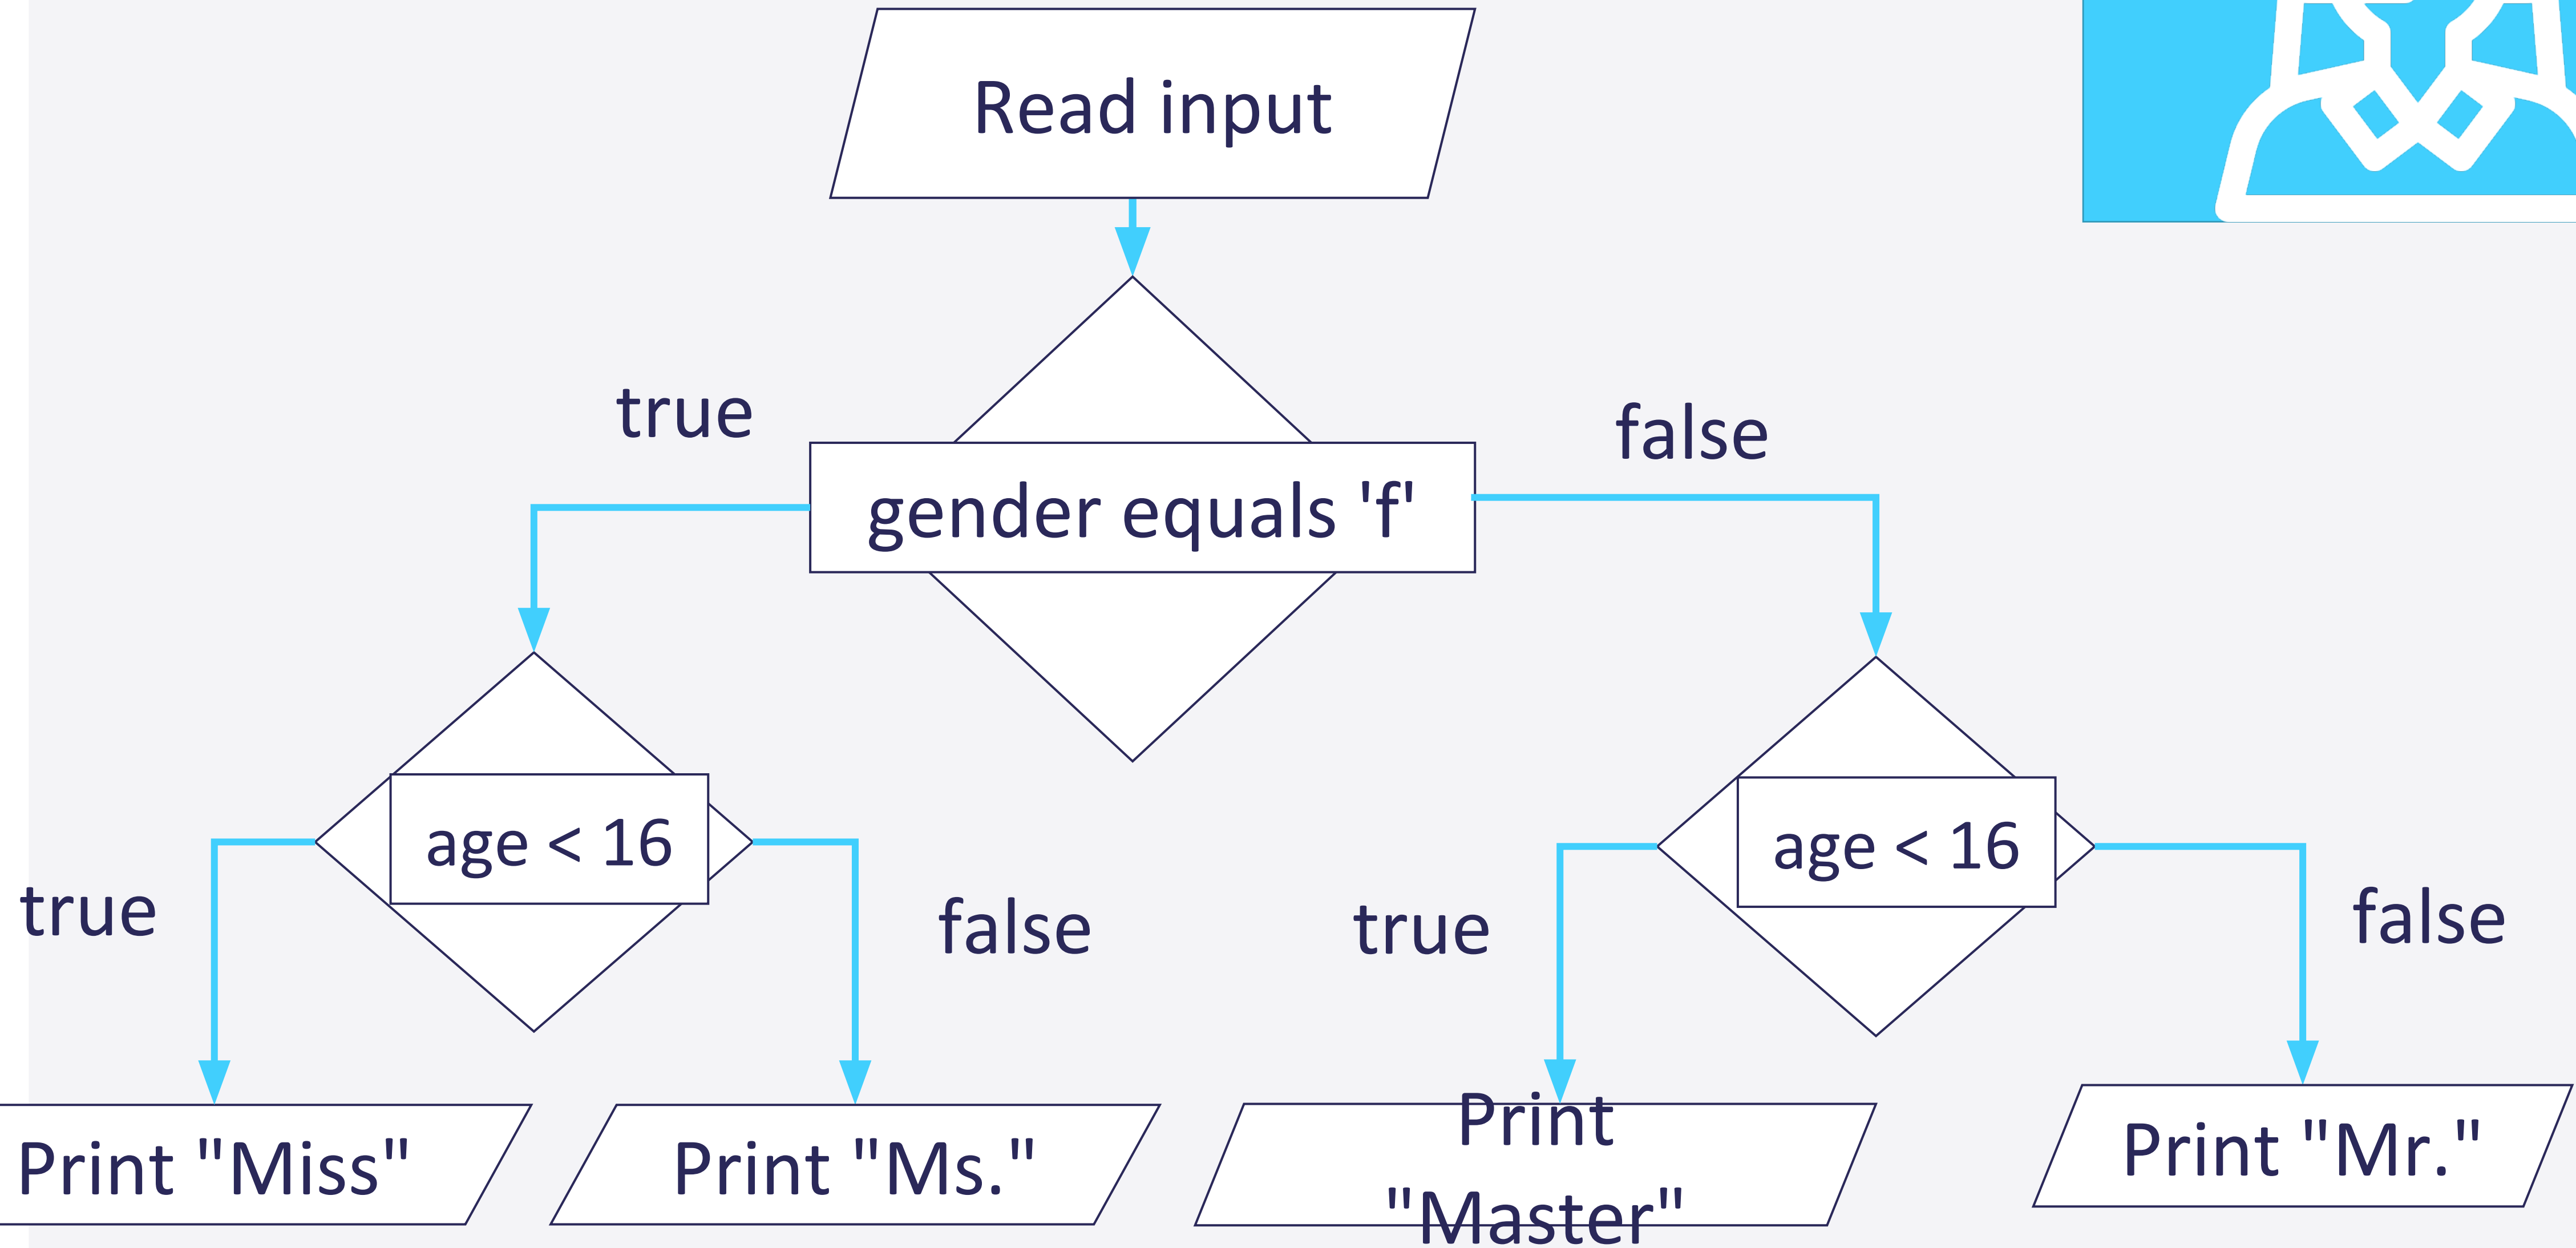 Read input
true
false
gender equals 'f'
age < 16
age < 16
true
false
true
false
Print "Miss"
Print "Ms."
Print
"Master"
Print "Mr."